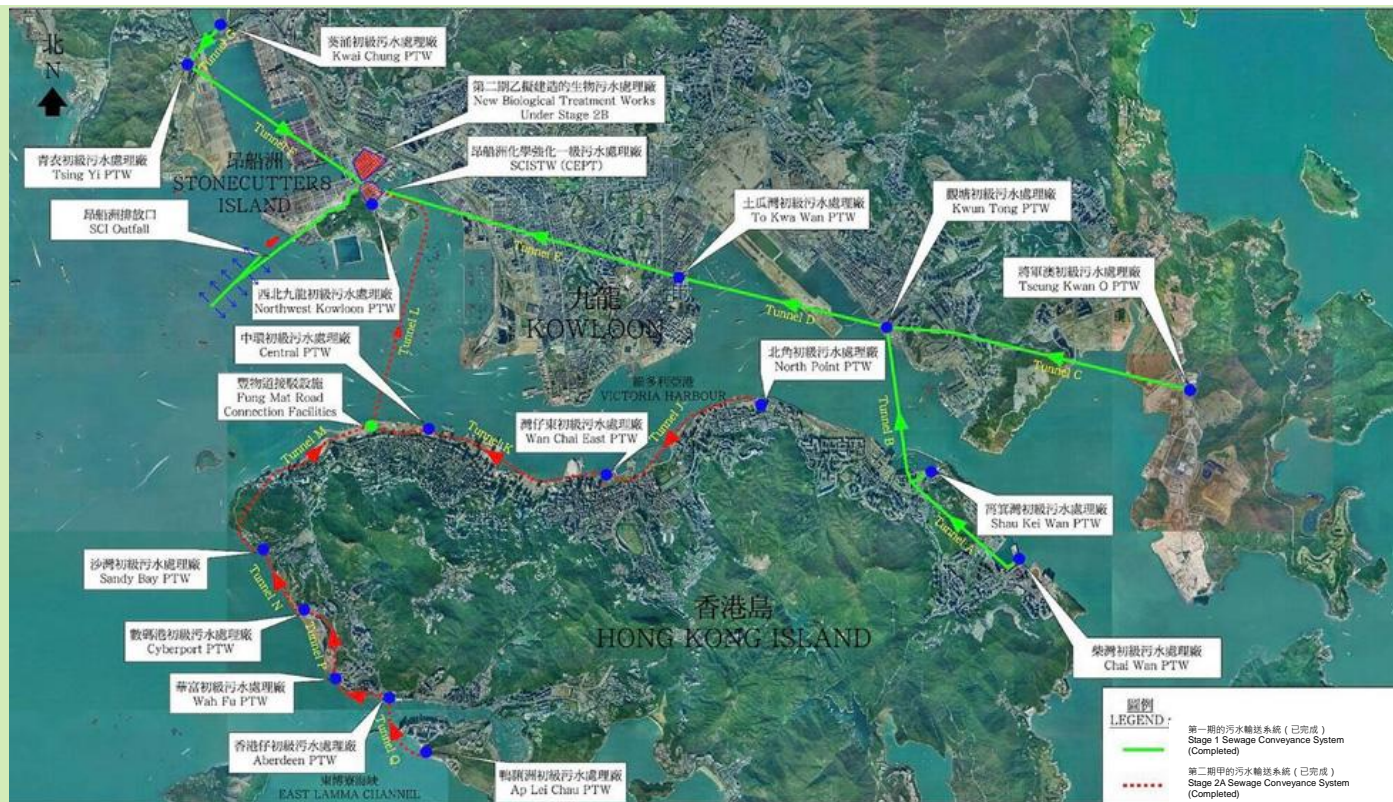 北
N
葵涌初級污水處理廠
Kwai Chung PTW
Tunnel G
第二期乙擬建造的生物污水處理廠
New Biological Treatment Works
Under Stage 2B
青衣初級污水處理廠
Tsing Yi PTW
Tunnel F
昂船洲
STONECUTTERS
ISLAND
昂船洲化學強化一級污水處理廠
SCISTW (CEPT)
昂船洲排放口
SCI Outfall
土瓜灣初級污水處理廠
To Kwa Wan PTW
觀塘初級污水處理廠
Kwun Tong PTW
將軍澳初級污水處理廠
Tseung Kwan O PTW
Tunnel E
西北九龍初級污水處理廠
Northwest Kowloon PTW
九龍
KOWLOON
Tunnel D
Tunnel L
中環初級污水處理廠
Central PTW
北角初級污水處理廠
North Point PTW
Tunnel C
維多利亞港
VICTORIA HARBOUR
豐物道接駁設施
Fung Mat Road
Connection Facilities
灣仔東初級污水處理廠
Wan Chai East PTW
Tunnel J
Tunnel B
Tunnel M
Tunnel K
筲箕灣初級污水處理廠
Shau Kei Wan PTW
Tunnel A
沙灣初級污水處理廠
Sandy Bay PTW
Tunnel N
香港島
HONG KONG ISLAND
數碼港初級污水處理廠
Cyberport PTW
Tunnel P
柴灣初級污水處理廠
Chai Wan PTW
華富初級污水處理廠
Wah Fu PTW
香港仔初級污水處理廠
Aberdeen PTW
Tunnel Q
鴨脷洲初級污水處理廠
Ap Lei Chau PTW
東博寮海峽
EAST LAMMA CHANNEL
圖例
LEGEND
第一期的污水輸送系統（已完成）
Stage 1 Sewage Conveyance System
(Completed)
第二期甲的污水輸送系統（已完成）
Stage 2A Sewage Conveyance System
(Completed)